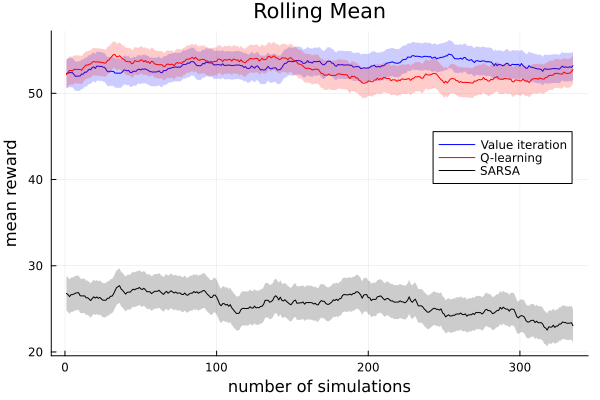 Rolling Mean
mean reward
50
40
30
20
Value iteration
Q-learning
SARSA
0
100
200
300
number of simulations